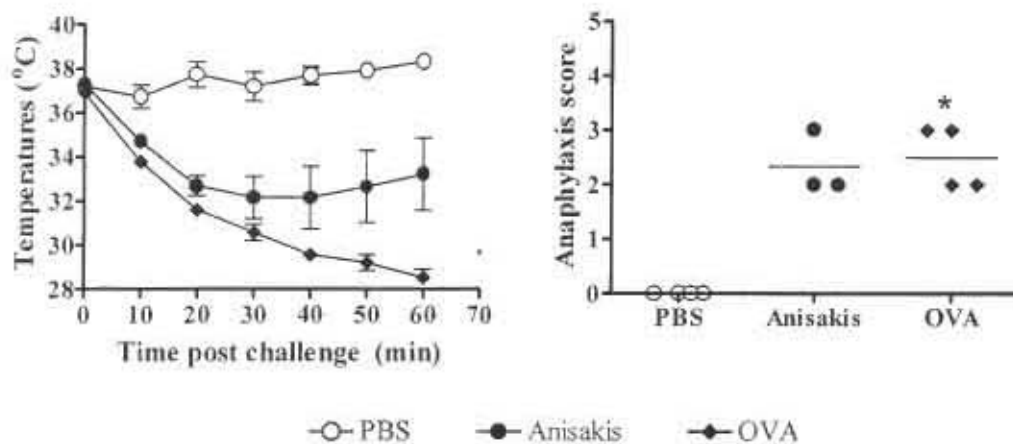 40
38
36
34
32
30
28
0 10 20 30 40 50 60 70
Temperatures (°C)
Time post challenge (min)
5
4
3
2
1
0
Anaphylaxis score
*
PBS Anisakis OVA
PBS Anisakis OVA